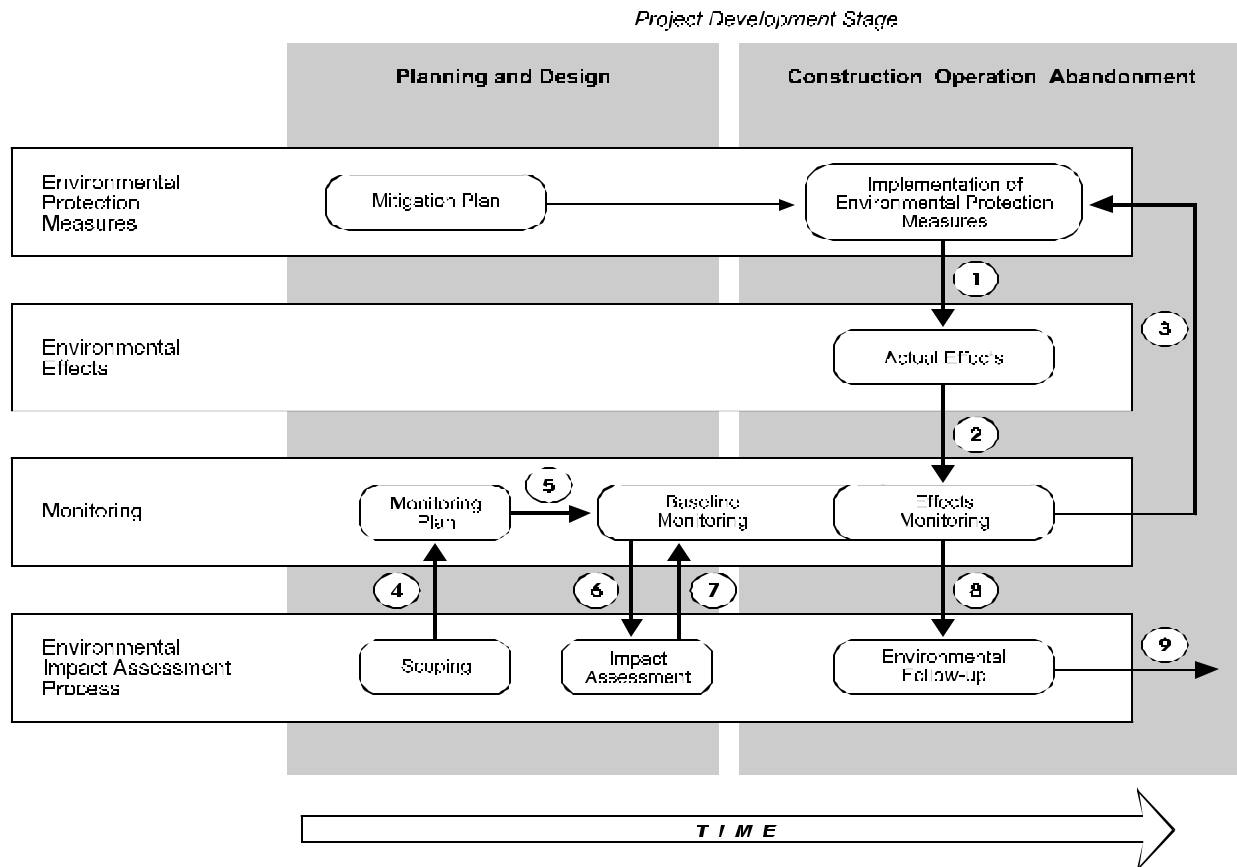 Project Development Stage
Planning and Design
Construction Operation Abandonment
Environmental
Protection
Measures
Mitigation Plan
Implementation of
Environmental Protection
Measures
1
3
Environmental
Effects
Actual Effects
2
Monitoring
Monitoring
Plan
5
Baseline
Monitoring
Effects
Monitoring
4
6
7
8
Environmental
Impact Assessment
Process
Scoping
Impact
Assessment
Environmental
Follow-up
9
TIME